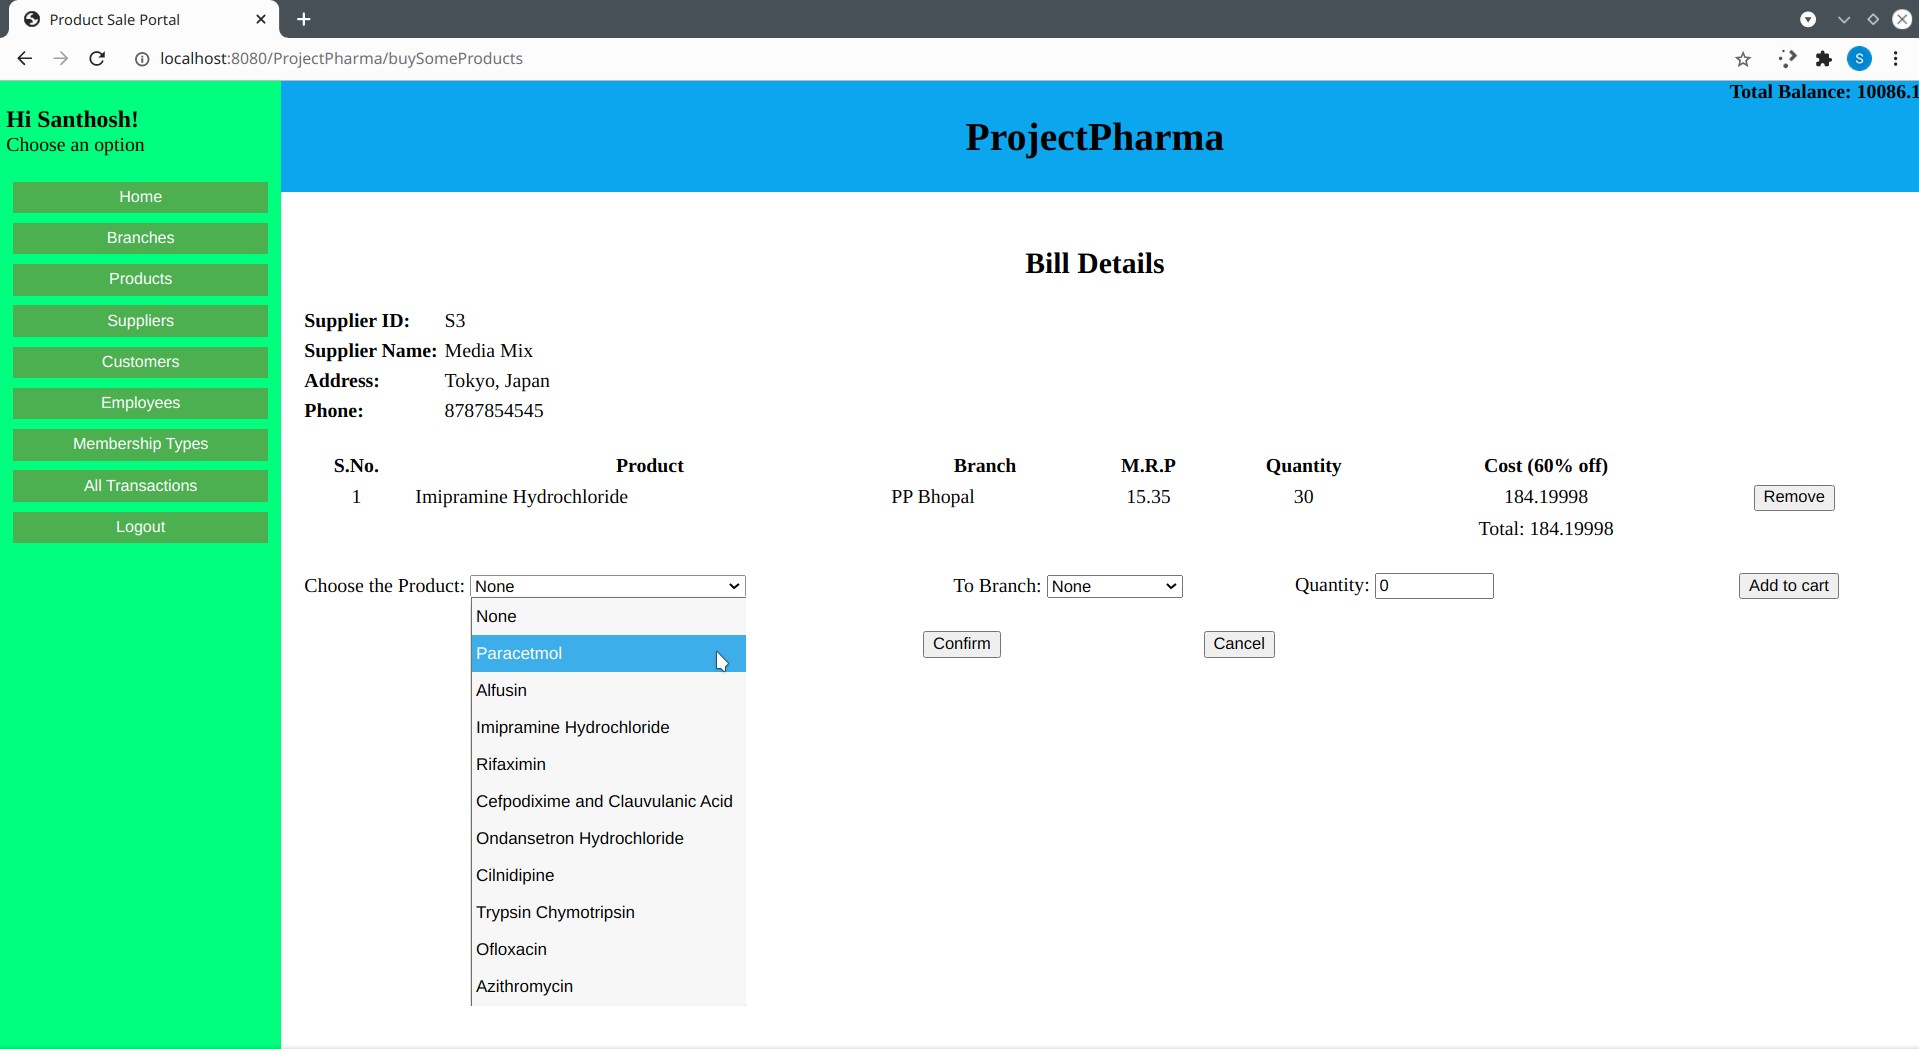 Product Sale Portal
localhost:8080/ProjectPharma/buySomeProducts
S
Total Balance: 10086.1
Hi Santhosh!
Choose an option
ProjectPharma
Home
Branches
Products
Suppliers
Customers
Employees
Membership Types
All Transactions
Logout
Bill Details
Supplier ID: S3
Supplier Name: Media Mix
Address: Tokyo, Japan
Phone: 8787854545
S.No. Product Branch M.R.P Quantity Cost (60% off)
1 Imipramine Hydrochloride PP Bhopal 15.35 30 184.19998 Remove
Total: 184.19998
Choose the Product: None To Branch: None Quantity: 0 Add to cart
None
Paracetmol
Confirm Cancel
Alfusin
Imipramine Hydrochloride
Rifaximin
Cefpodixime and Clauvulanic Acid
Ondansetron Hydrochloride
Cilnidipine
Trypsin Chymotripsin
Ofloxacin
Azithromycin